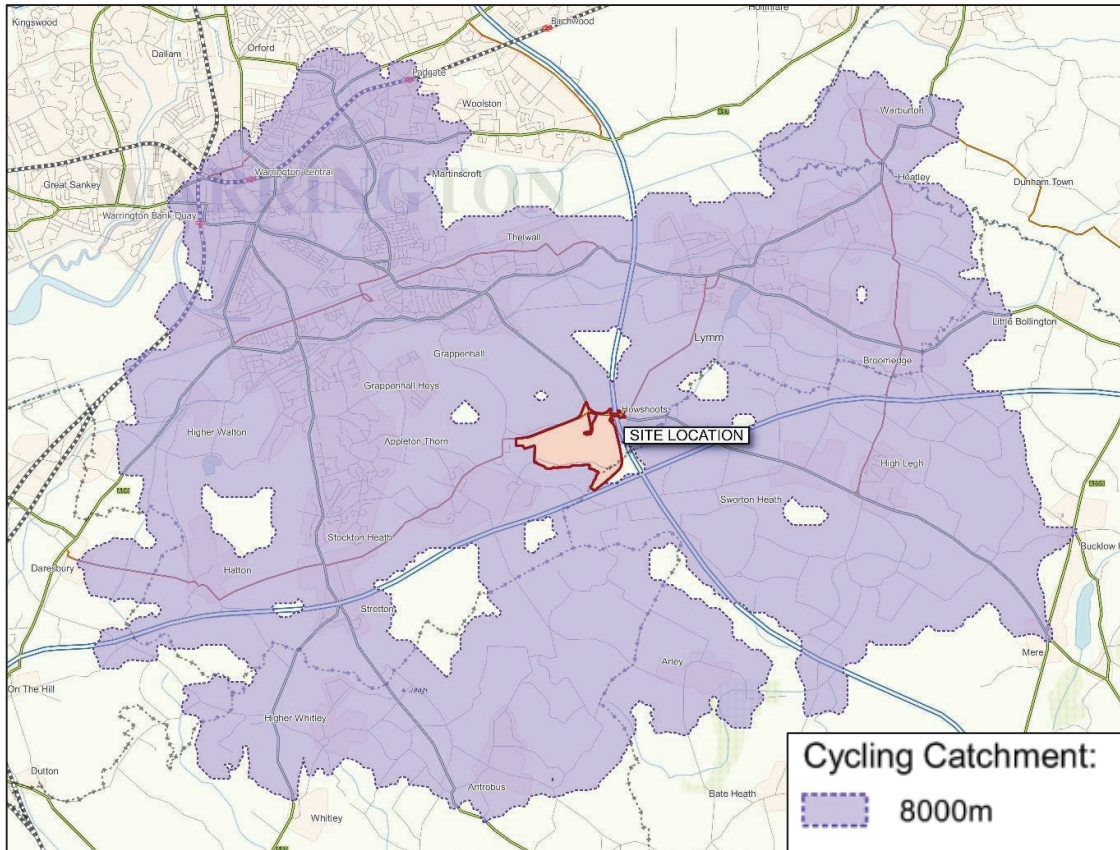 Kingswood
Birchwood
Hollinfare
Dallam
Orford
Padgate
Woolston
Warburton
Martinscroft
Warrington Central
Great Sankey
WARRINGTON
Heatley
Dunham Town
Warrington Bank Quay
Thelwall
Little Bollington
Lymm
Grappenhall
Broomedge
Grappenhall Heys
Howshoots
Higher Walton
Appleton Thorn
SITE LOCATION
High Legh
A56
Sworton Heath
Stockton Heath
Bucklow
Daresbury
Hatton
Stretton
Mere
Arley
On The Hill
Higher Whitley
Cycling Catchment:
8000m
Dutton
Antrobus
Bate Heath
Whitley